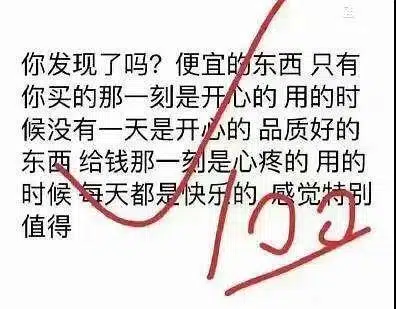 你发现了吗？便宜的东西 只有
你买的那一刻是开心的 用的时
候没有一天是开心的 品质好的
东西 给钱那一刻是心疼的 用的
时候 每天都是快乐的 感觉特别
值得
100